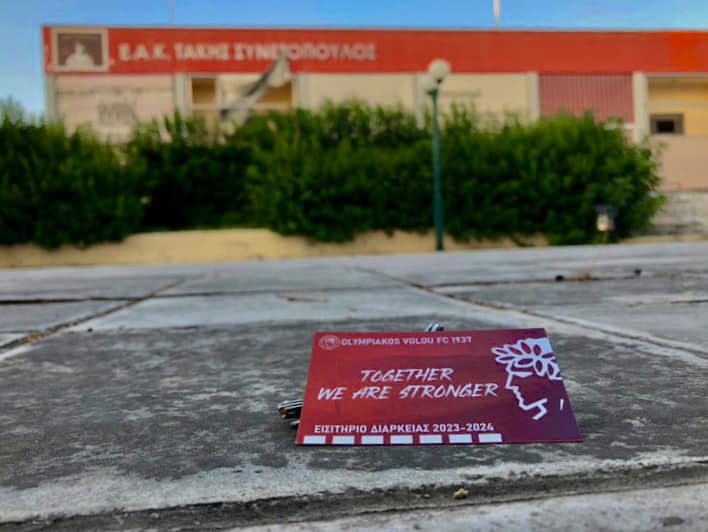 Ε.Α.Κ. ΤΑΚΗΣ ΣΥΝΕΤΟΠΟΥΛΟΣ
OLYMPIAKOS VOLOU FC 1937
TOGETHER
WE ARE STRONGER
ΕΙΣΙΤΗΡΙΟ ΔΙΑΡΚΕΙΑΣ 2023-2024